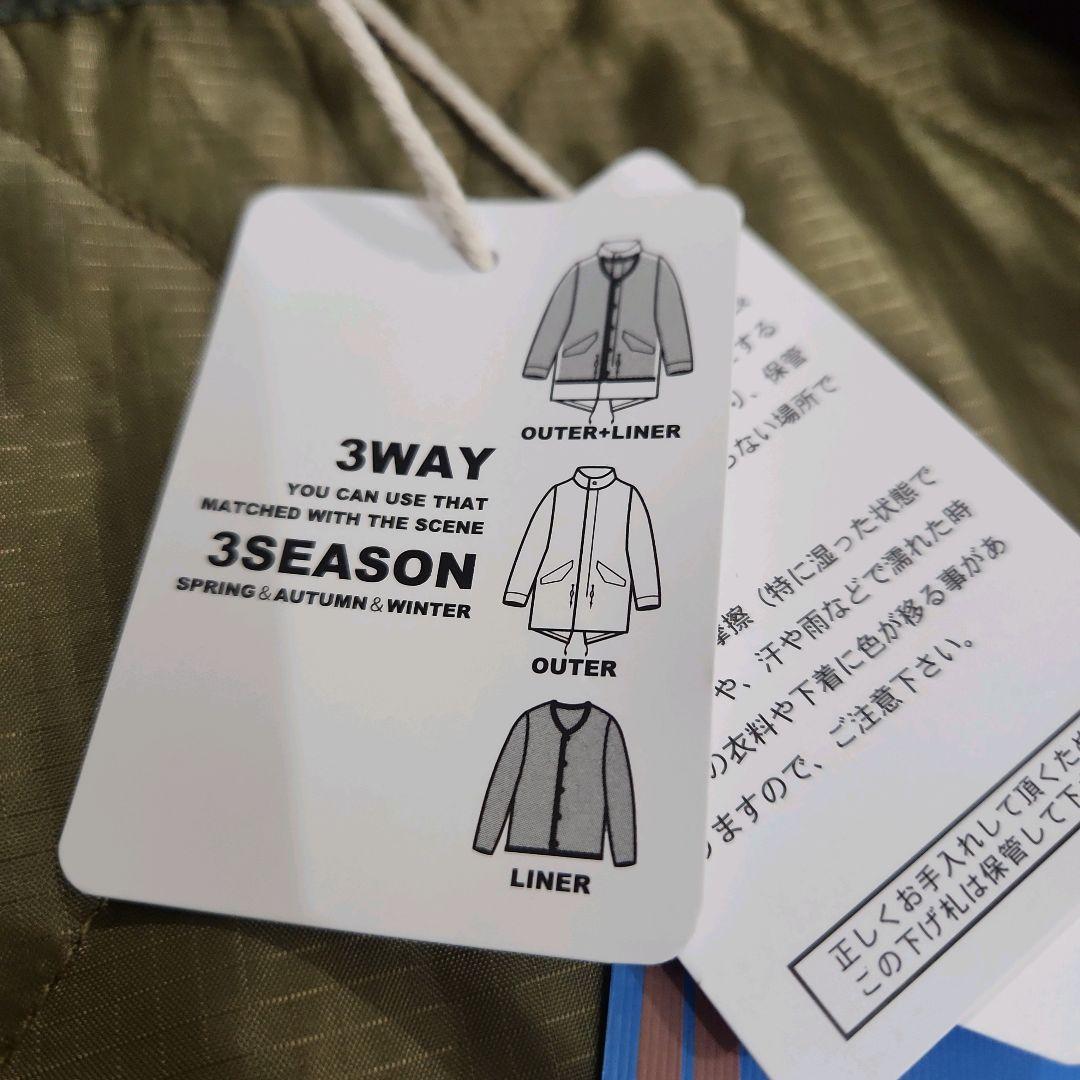 OUTER+LINER
3WAY
YOU CAN USE THAT
MATCHED WITH THE SCENE
3SEASON
SPRING&AUTUMN&WINTER
OUTER
LINER
する
、保管
ない場所で
摩擦（特に湿った状態で
や、汗や雨などで濡れた時
の衣料や下着に色が移る事があ
りますので、ご注意下さい。
正しくお手入れして頂くため
この下げ札は保管して下